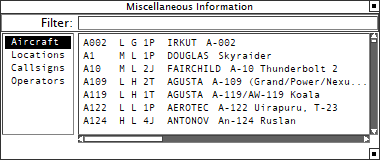 Miscellaneous Information
Filter:
Aircraft
Locations
Callsigns
Operators
A002 L G 1P IRKUT A-002
A1 M L 1P DOUGLAS Skyraider
A10 M L 2J FAIRCHILD A-10 Thunderbolt 2
A109 L H 2T AGUSTA A-109 (Grand/Power/Nexu...
A119 L H 1T AGUSTA A-119/AW-119 Koala
A122 L L 1P AEROTEC A-122 Uirapuru, T-23
A124 H L 4J ANTONOV An-124 Ruslan